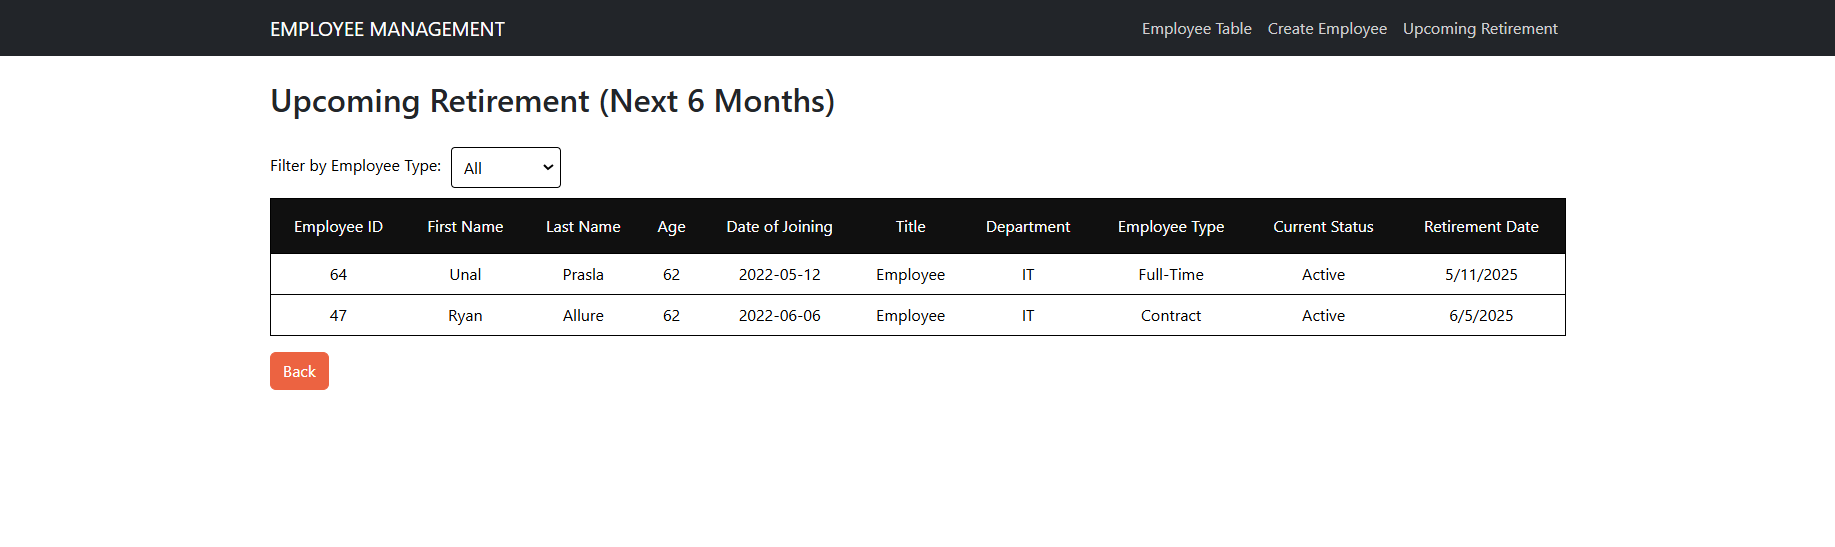 EMPLOYEE MANAGEMENT Employee Table Create Employee Upcoming Retirement
Upcoming Retirement (Next 6 Months)
Filter by Employee Type: All
Employee ID First Name Last Name Age Date of Joining Title Department Employee Type Current Status Retirement Date
64 Unal Prasla 62 2022-05-12 Employee IT Full-Time Active 5/11/2025
47 Ryan Allure 62 2022-06-06 Employee IT Contract Active 6/5/2025
Back